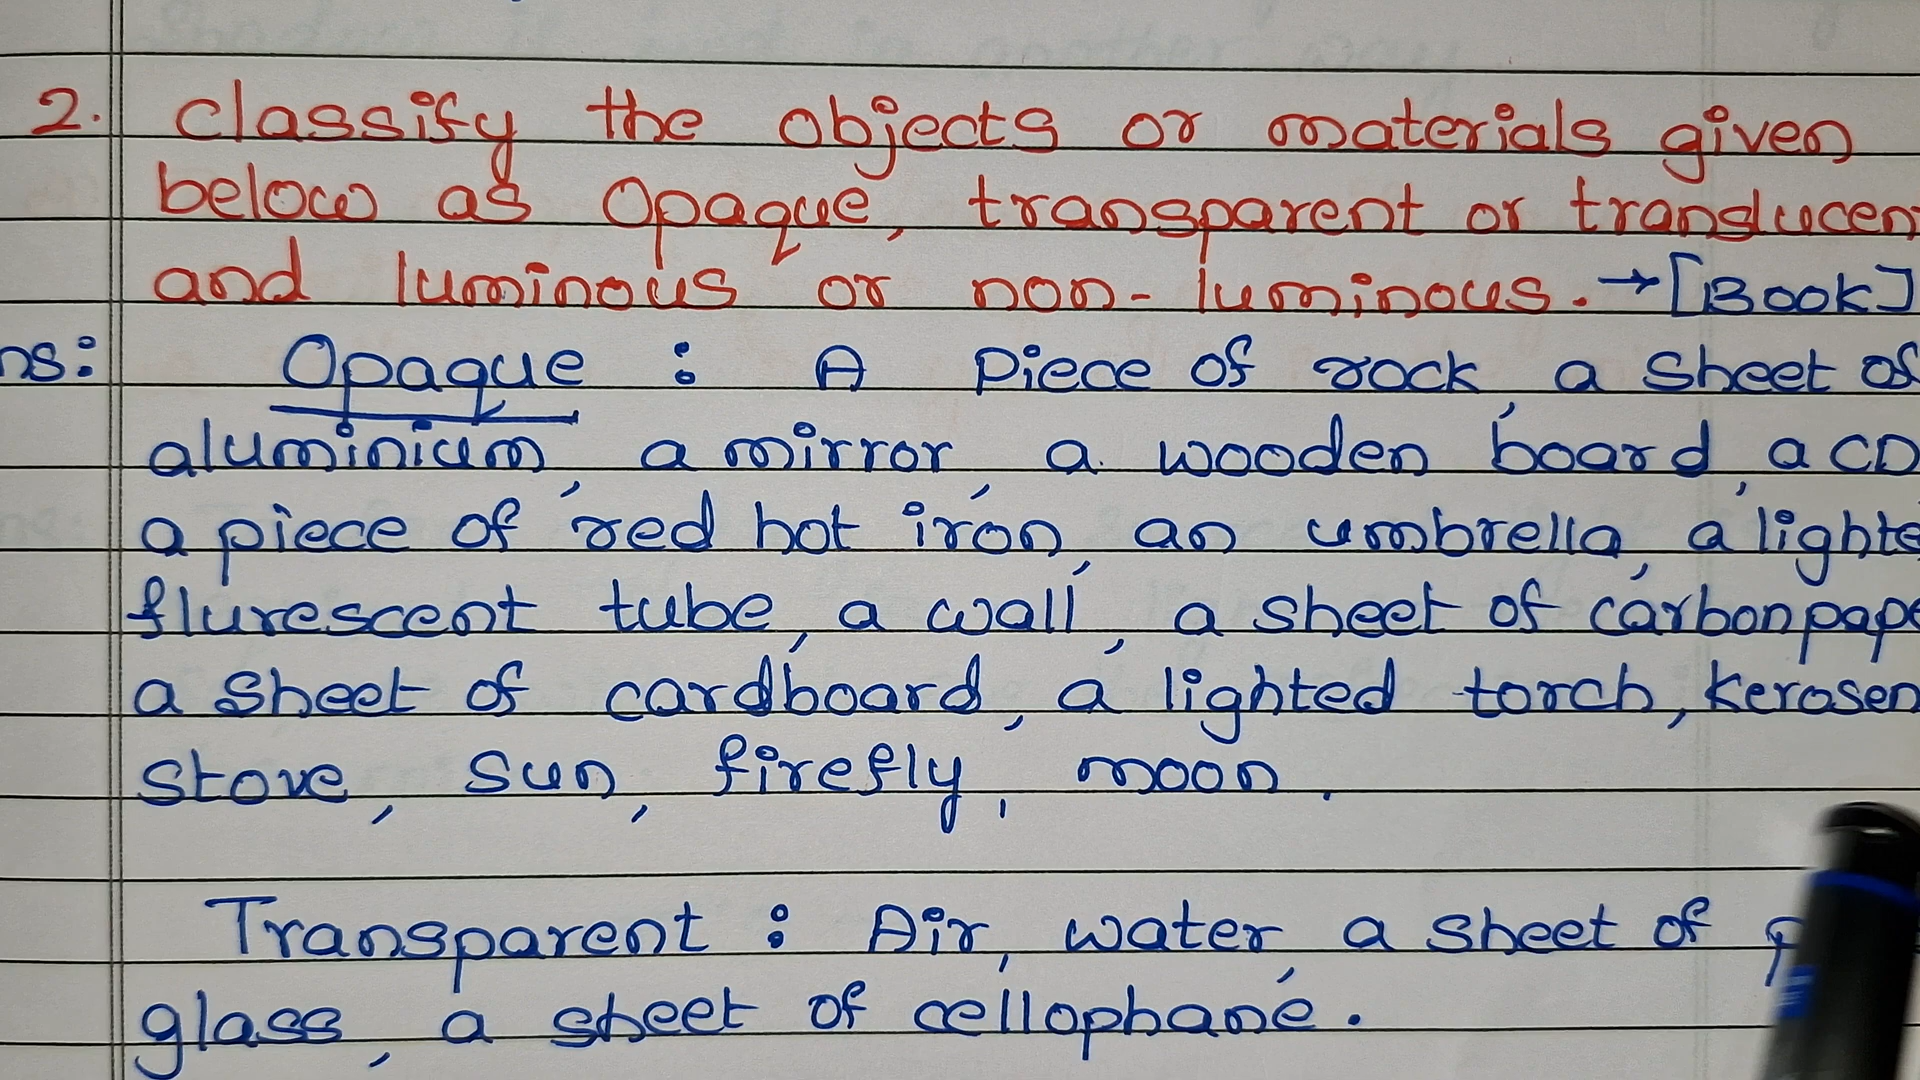 2. classify the objects or materials given
below as Opaque, transparent or translucen
and luminous or non-luminous. → [Book]
ns: Opaque : A piece of rock, a sheet of
aluminium, a mirror, a wooden board, a CD
a piece of red hot iron, an umbrella, a lighte
flurescent tube, a wall, a sheet of carbon pape
a sheet of cardboard, a lighted torch, kerosen
stove, sun, firefly, moon.
Transparent : Air, water, a sheet of
glass, a sheet of cellophane.